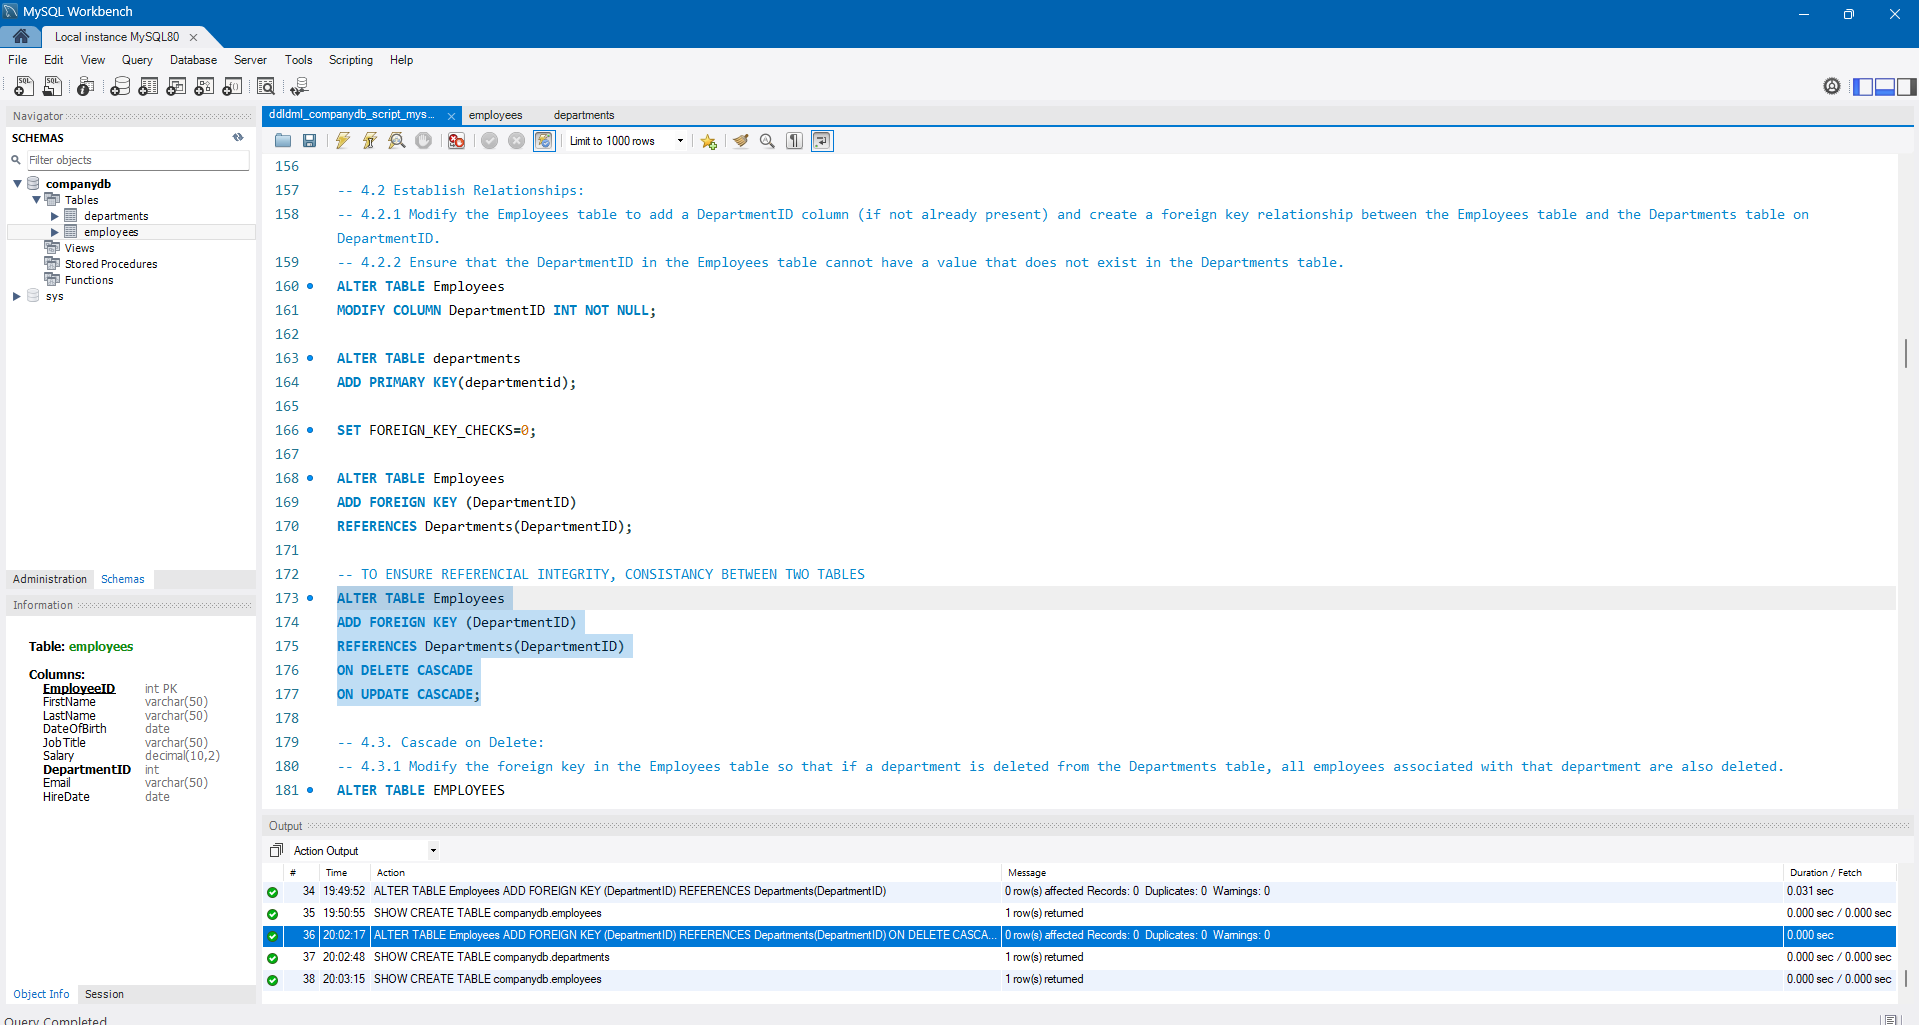 MySQL Workbench
Local instance MySQL80
File Edit View Query Database Server Tools Scripting Help
Navigator
SCHEMAS
Filter objects
companydb
Tables
departments
employees
Views
Stored Procedures
Functions
sys
Administration Schemas
Information
Table: employees
Columns:
EmployeeID int PK
FirstName varchar(50)
LastName varchar(50)
DateOfBirth date
JobTitle varchar(50)
Salary decimal(10,2)
DepartmentID int
Email varchar(50)
HireDate date
Object Info Session
Query Completed
ddldml_companydb_script_mys... employees departments
Limit to 1000 rows
156
157 -- 4.2 Establish Relationships:
158 -- 4.2.1 Modify the Employees table to add a DepartmentID column (if not already present) and create a foreign key relationship between the Employees table and the Departments table on
DepartmentID.
159 -- 4.2.2 Ensure that the DepartmentID in the Employees table cannot have a value that does not exist in the Departments table.
160 ALTER TABLE Employees
161 MODIFY COLUMN DepartmentID INT NOT NULL;
162
163 ALTER TABLE departments
164 ADD PRIMARY KEY(departmentid);
165
166 SET FOREIGN_KEY_CHECKS=0;
167
168 ALTER TABLE Employees
169 ADD FOREIGN KEY (DepartmentID)
170 REFERENCES Departments(DepartmentID);
171
172 -- TO ENSURE REFERENCIAL INTEGRITY, CONSISTANCY BETWEEN TWO TABLES
173 ALTER TABLE Employees
174 ADD FOREIGN KEY (DepartmentID)
175 REFERENCES Departments(DepartmentID)
176 ON DELETE CASCADE
177 ON UPDATE CASCADE;
178
179 -- 4.3. Cascade on Delete:
180 -- 4.3.1 Modify the foreign key in the Employees table so that if a department is deleted from the Departments table, all employees associated with that department are also deleted.
181 ALTER TABLE EMPLOYEES
Output
Action Output
# Time Action Message Duration / Fetch
34 19:49:52 ALTER TABLE Employees ADD FOREIGN KEY (DepartmentID) REFERENCES Departments(DepartmentID) 0 row(s) affected Records: 0 Duplicates: 0 Warnings: 0 0.031 sec
35 19:50:55 SHOW CREATE TABLE companydb.employees 1 row(s) returned 0.000 sec / 0.000 sec
36 20:02:17 ALTER TABLE Employees ADD FOREIGN KEY (DepartmentID) REFERENCES Departments(DepartmentID) ON DELETE CASCA... 0 row(s) affected Records: 0 Duplicates: 0 Warnings: 0 0.000 sec
37 20:02:48 SHOW CREATE TABLE companydb.departments 1 row(s) returned 0.000 sec / 0.000 sec
38 20:03:15 SHOW CREATE TABLE companydb.employees 1 row(s) returned 0.000 sec / 0.000 sec